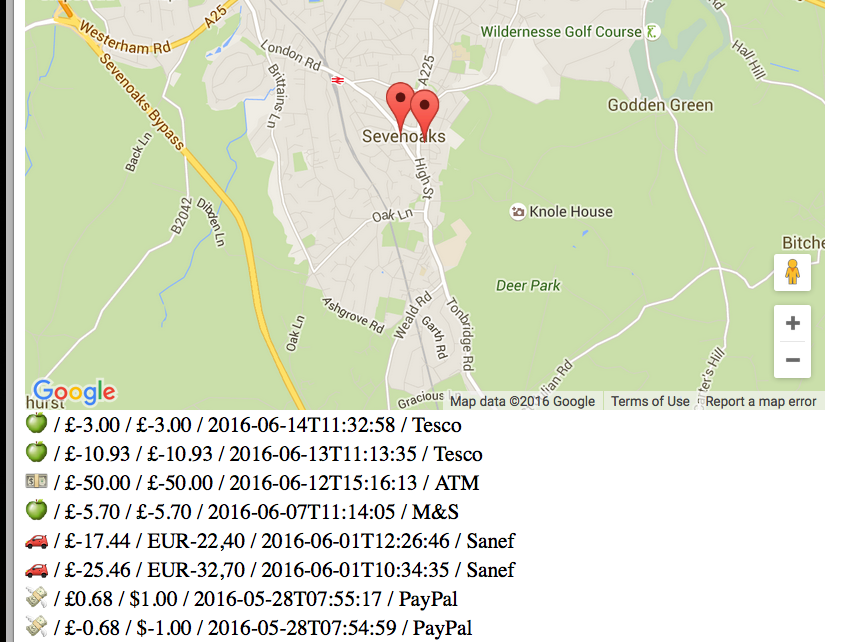 A25
Westerham Rd
Wildernesse Golf Course
London Rd
Hall Hill
A225
Brittains Ln
Sevenoaks Bypass
Godden Green
Sevenoaks
Back Ln
High St
B2042
Dibden Ln
Oak Ln
Knole House
Bitche
Deer Park
Ashgrove Rd
Weald Rd
Tonbridge Rd
Garth Rd
Oak Ln
Gracious
Google
hurst
Map data ©2016 Google Terms of Use Report a map error
/ £-3.00 / £-3.00 / 2016-06-14T11:32:58 / Tesco
/ £-10.93 / £-10.93 / 2016-06-13T11:13:35 / Tesco
/ £-50.00 / £-50.00 / 2016-06-12T15:16:13 / ATM
/ £-5.70 / £-5.70 / 2016-06-07T11:14:05 / M&S
/ £-17.44 / EUR-22,40 / 2016-06-01T12:26:46 / Sanef
/ £-25.46 / EUR-32,70 / 2016-06-01T10:34:35 / Sanef
/ £0.68 / $1.00 / 2016-05-28T07:55:17 / PayPal
/ £-0.68 / $-1.00 / 2016-05-28T07:54:59 / PayPal